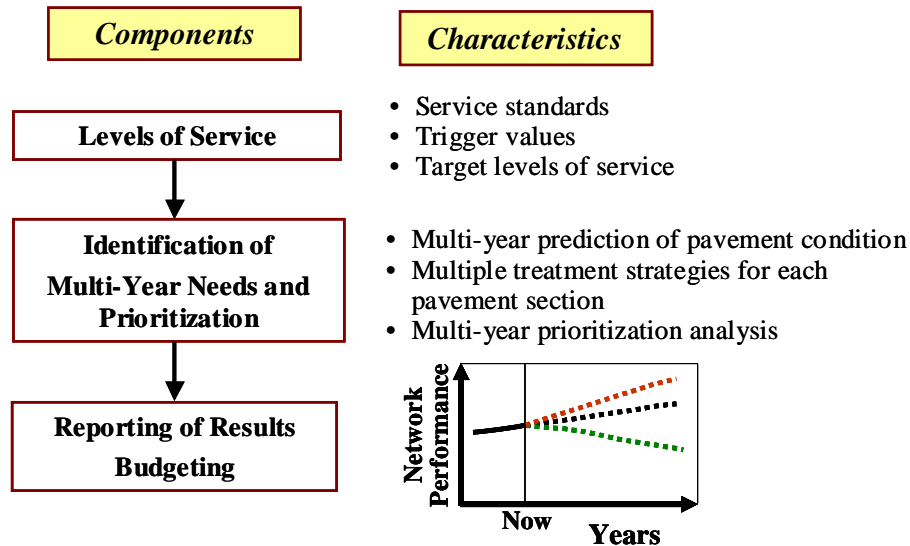 Components
Characteristics
Levels of Service
• Service standards
• Trigger values
• Target levels of service
Identification of
Multi-Year Needs and
Prioritization
• Multi-year prediction of pavement condition
• Multiple treatment strategies for each
pavement section
• Multi-year prioritization analysis
Reporting of Results
Budgeting
Network
Performance
Now
Years